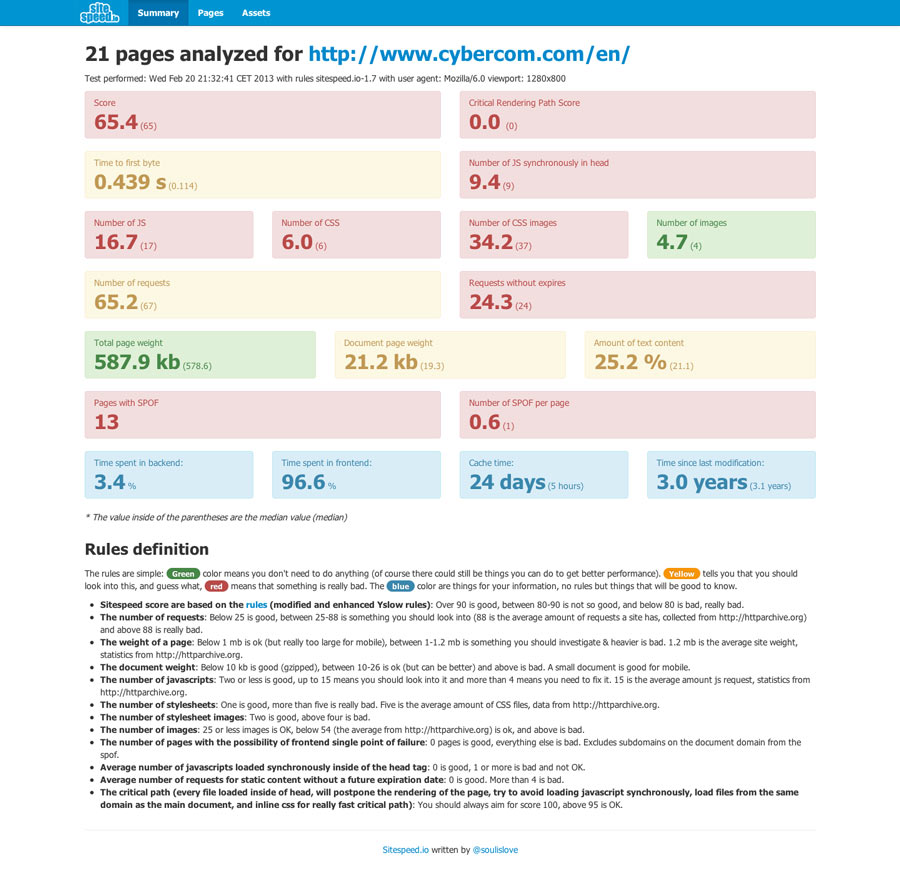 site speed.io Summary Pages Assets
21 pages analyzed for http://www.cybercom.com/en/
Test performed: Wed Feb 20 21:32:41 CET 2013 with rules sitespeed.io-1.7 with user agent: Mozilla/6.0 viewport: 1280x800
Score Critical Rendering Path Score
65.4 (65) 0.0 (0)
Time to first byte Number of JS synchronously in head
0.439 s (0.114) 9.4 (9)
Number of JS Number of CSS Number of CSS images Number of images
16.7 (17) 6.0 (6) 34.2 (37) 4.7 (4)
Number of requests Requests without expires
65.2 (67) 24.3 (24)
Total page weight Document page weight Amount of text content
587.9 kb (578.6) 21.2 kb (19.3) 25.2 % (21.1)
Pages with SPOF Number of SPOF per page
13 0.6 (1)
Time spent in backend: Time spent in frontend: Cache time: Time since last modification:
3.4 % 96.6 % 24 days (5 hours) 3.0 years (3.1 years)
* The value inside of the parentheses are the median value (median)
Rules definition
The rules are simple: Green color means you don't need to do anything (of course there could still be things you can do to get better performance). Yellow tells you that you should
look into this, and guess what, red means that something is really bad. The blue color are things for your information, no rules but things that will be good to know.
• Sitespeed score are based on the rules (modified and enhanced Yslow rules): Over 90 is good, between 80-90 is not so good, and below 80 is bad, really bad.
• The number of requests: Below 25 is good, between 25-88 is something you should look into (88 is the average amount of requests a site has, collected from http://httparchive.org)
and above 88 is really bad.
• The weight of a page: Below 1 mb is ok (but really too large for mobile), between 1-1.2 mb is something you should investigate & heavier is bad. 1.2 mb is the average site weight,
statistics from http://httparchive.org.
• The document weight: Below 10 kb is good (gzipped), between 10-26 is ok (but can be better) and above is bad. A small document is good for mobile.
• The number of javascripts: Two or less is good, up to 15 means you should look into it and more than 4 means you need to fix it. 15 is the average amount js request, statistics from
http://httparchive.org.
• The number of stylesheets: One is good, more than five is really bad. Five is the average amount of CSS files, data from http://httparchive.org.
• The number of stylesheet images: Two is good, above four is bad.
• The number of images: 25 or less images is OK, below 54 (the average from http://httparchive.org) is ok, and above is bad.
• The number of pages with the possibility of frontend single point of failure: 0 pages is good, everything else is bad. Excludes subdomains on the document domain from the
spof.
• Average number of javascripts loaded synchronously inside of the head tag: 0 is good, 1 or more is bad and not OK.
• Average number of requests for static content without a future expiration date: 0 is good. More than 4 is bad.
• The critical path (every file loaded inside of head, will postpone the rendering of the page, try to avoid loading javascript synchronously, load files from the same
domain as the main document, and inline css for really fast critical path): You should always aim for score 100, above 95 is OK.
Sitespeed.io written by @soulislove